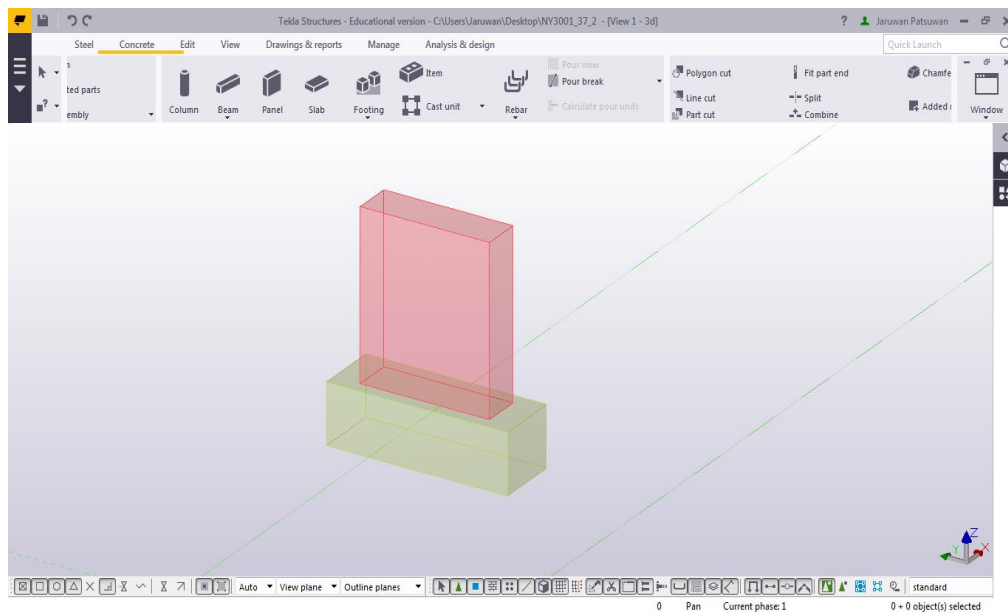 Tekla Structures - Educational version - C:\Users\Jaruwan\Desktop\NY3001_37_2 - [View 1 - 3d]
? Jaruwan Patsuwan
Steel Concrete Edit View Drawings & reports Manage Analysis & design
Quick Launch
ted parts
embly
Column Beam Panel Slab Footing
Item
Cast unit
Rebar
Pour view
Pour break
Calculate pour units
Polygon cut
Line cut
Part cut
Fit part end
Split
Combine
Chamfe
Added
Window
Z
Y
X
Auto View plane Outline planes standard
0 Pan Current phase: 1 0 + 0 object(s) selected